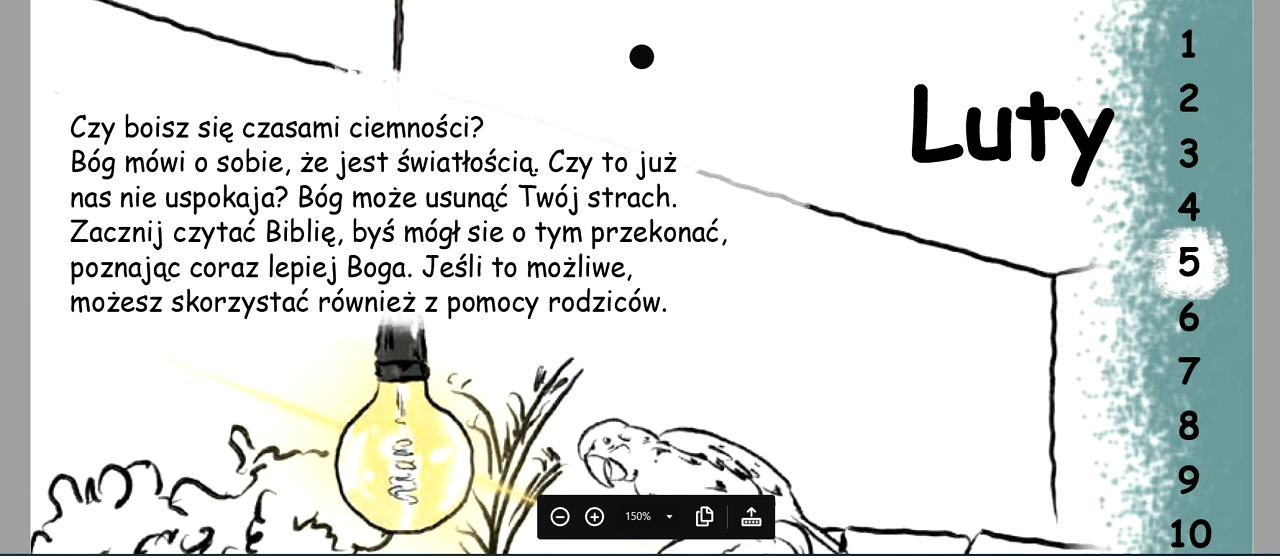 Luty
Czy boisz się czasami ciemności?
Bóg mówi o sobie, że jest światłością. Czy to już
nas nie uspokaja? Bóg może usunąć Twój strach.
Zacznij czytać Biblię, byś mógł sie o tym przekonać,
poznając coraz lepiej Boga. Jeśli to możliwe,
możesz skorzystać również z pomocy rodziców.
1
2
3
4
5
6
7
8
9
10
150%